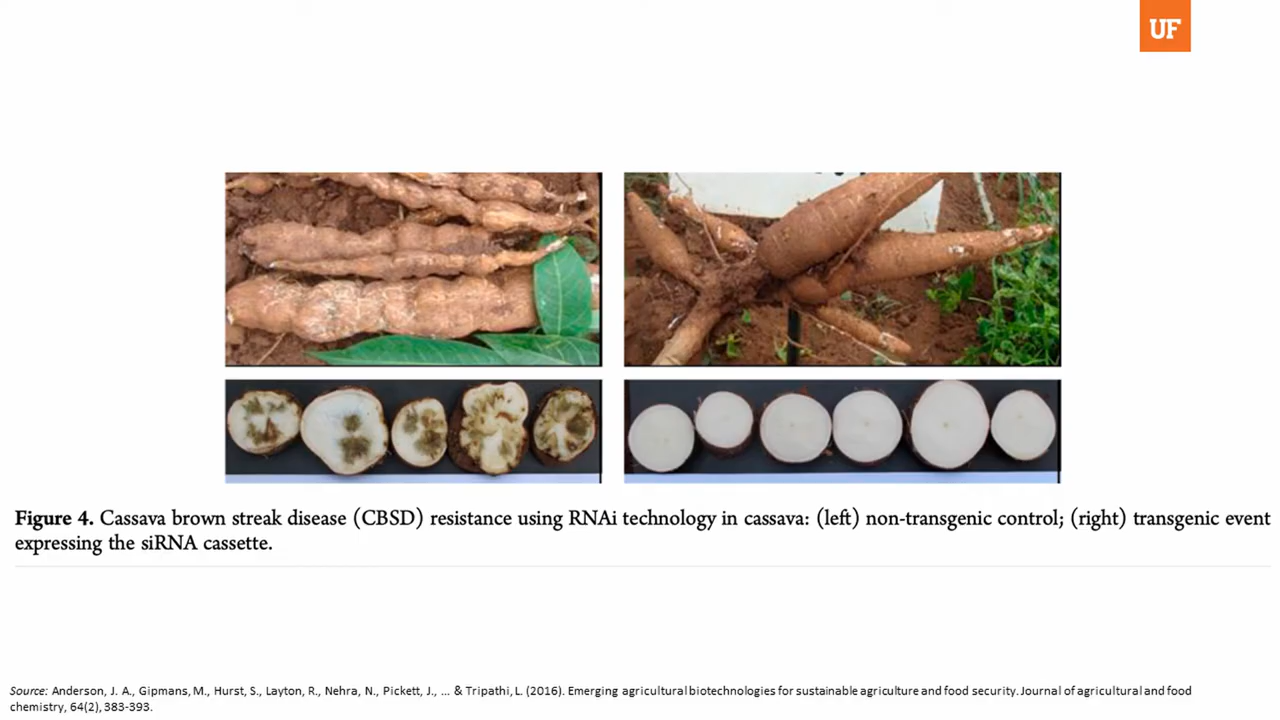 UF
Figure 4. Cassava brown streak disease (CBSD) resistance using RNAi technology in cassava: (left) non-transgenic control; (right) transgenic event
expressing the siRNA cassette.
Source: Anderson, J. A., Gipmans, M., Hurst, S., Layton, R., Nehra, N., Pickett, J., ... & Tripathi, L. (2016). Emerging agricultural biotechnologies for sustainable agriculture and food security. Journal of agricultural and food
chemistry, 64(2), 383-393.